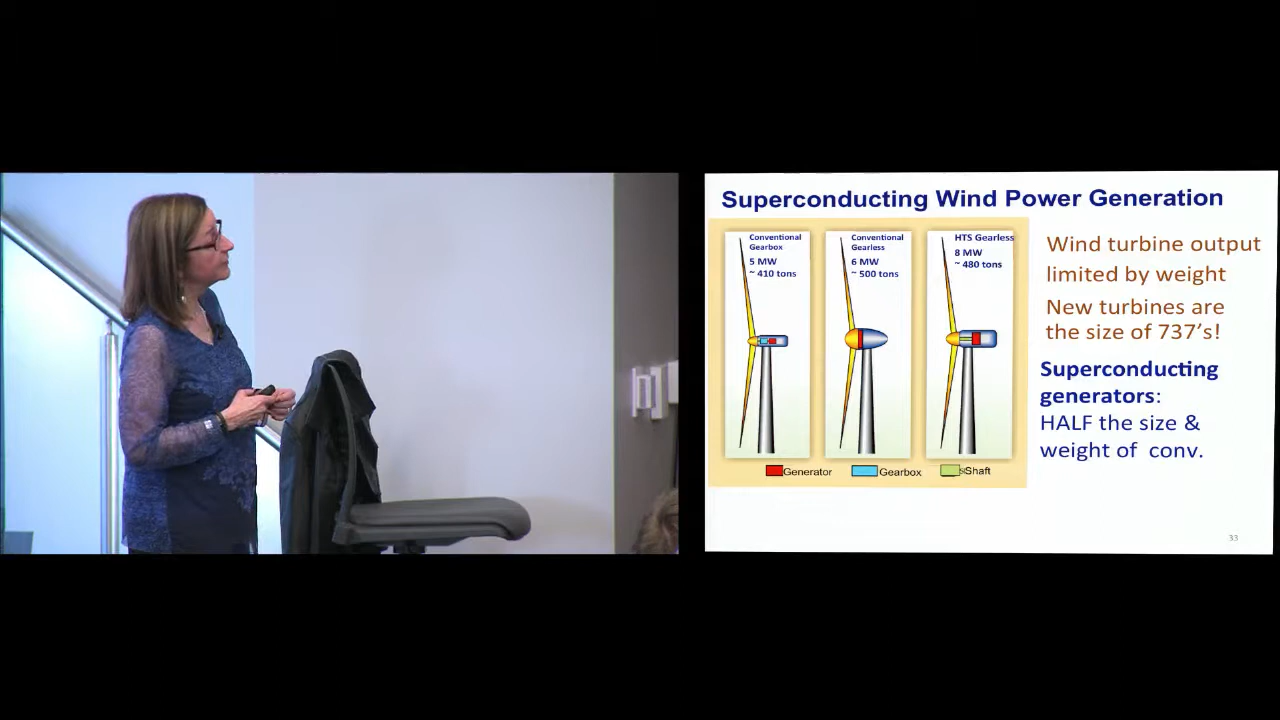 Superconducting Wind Power Generation
Conventional
Gearbox
5 MW
~ 410 tons
Conventional
Gearless
6 MW
~ 500 tons
HTS Gearless
8 MW
~ 480 tons
Generator
Gearbox
Shaft
Wind turbine output
limited by weight
New turbines are
the size of 737's!
Superconducting
generators:
HALF the size &
weight of conv.
33